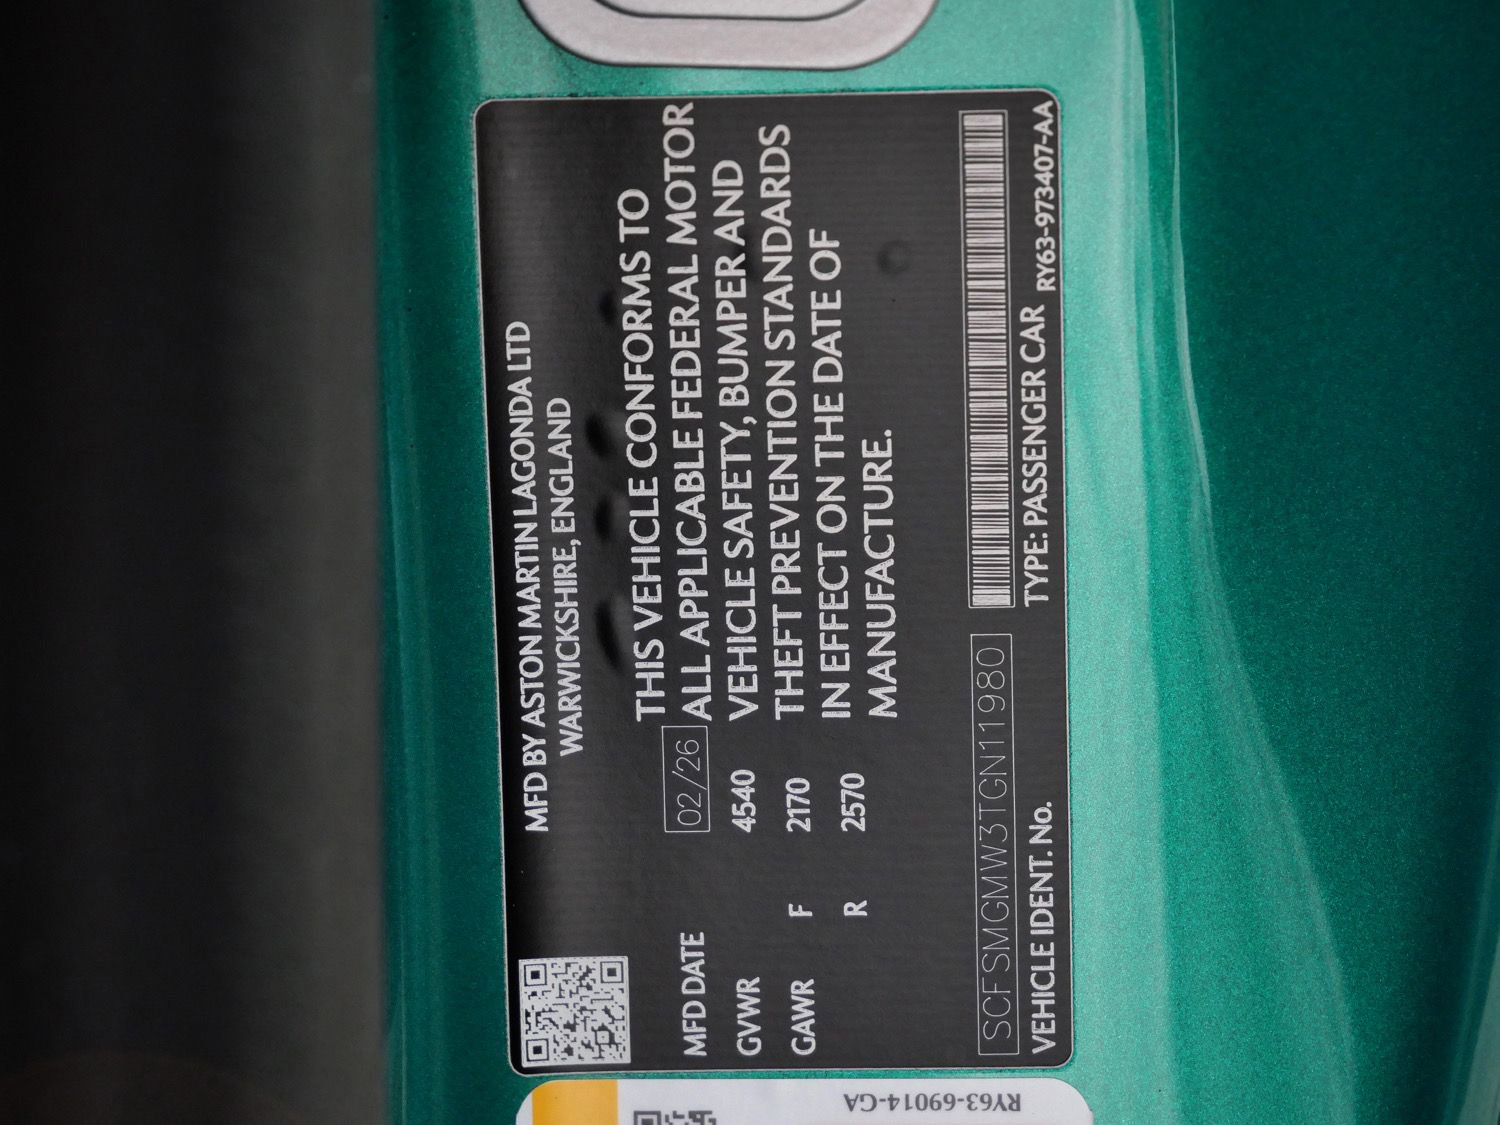 MFD BY ASTON MARTIN LAGONDA LTD
WARWICKSHIRE, ENGLAND
MFD DATE 02/26
GVWR 4540
GAWR F 2170
R 2570
THIS VEHICLE CONFORMS TO
ALL APPLICABLE FEDERAL MOTOR
VEHICLE SAFETY, BUMPER AND
THEFT PREVENTION STANDARDS
IN EFFECT ON THE DATE OF
MANUFACTURE.
SCFSMGMW3TGN11980
VEHICLE IDENT. No.
TYPE: PASSENGER CAR
RY63-973407-AA
RY63-69014-GA